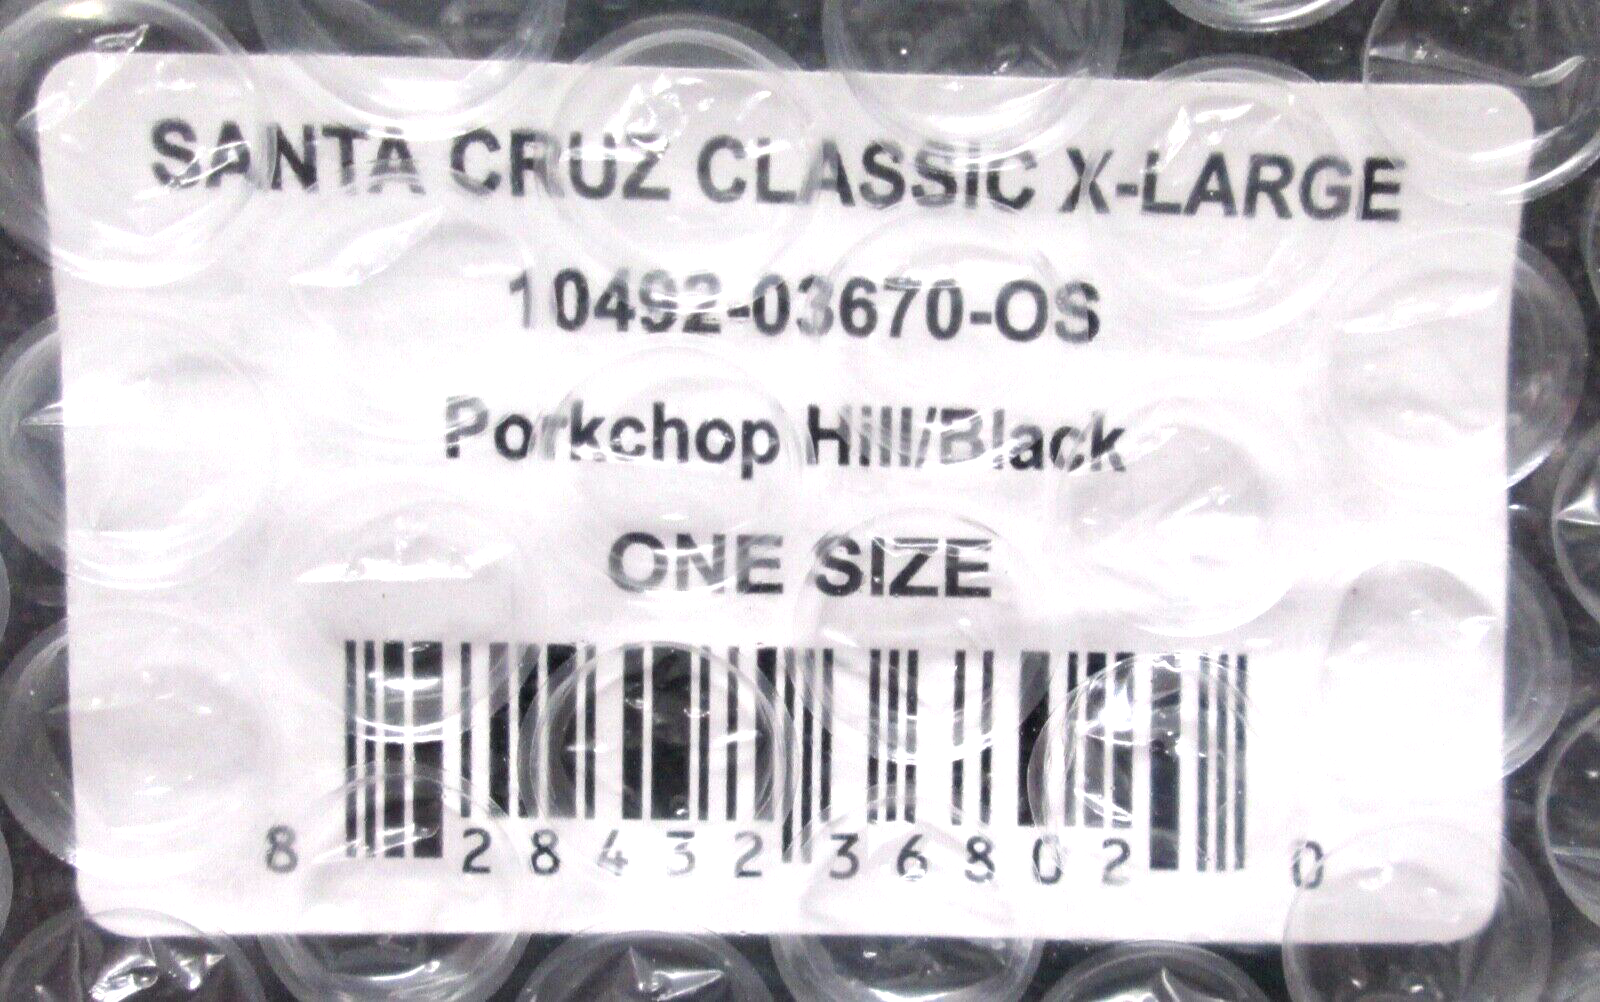 SANTA CRUZ CLASSIC X-LARGE
10492-03670-OS
Porkchop Hill/Black
ONE SIZE
8 28432 36802 0